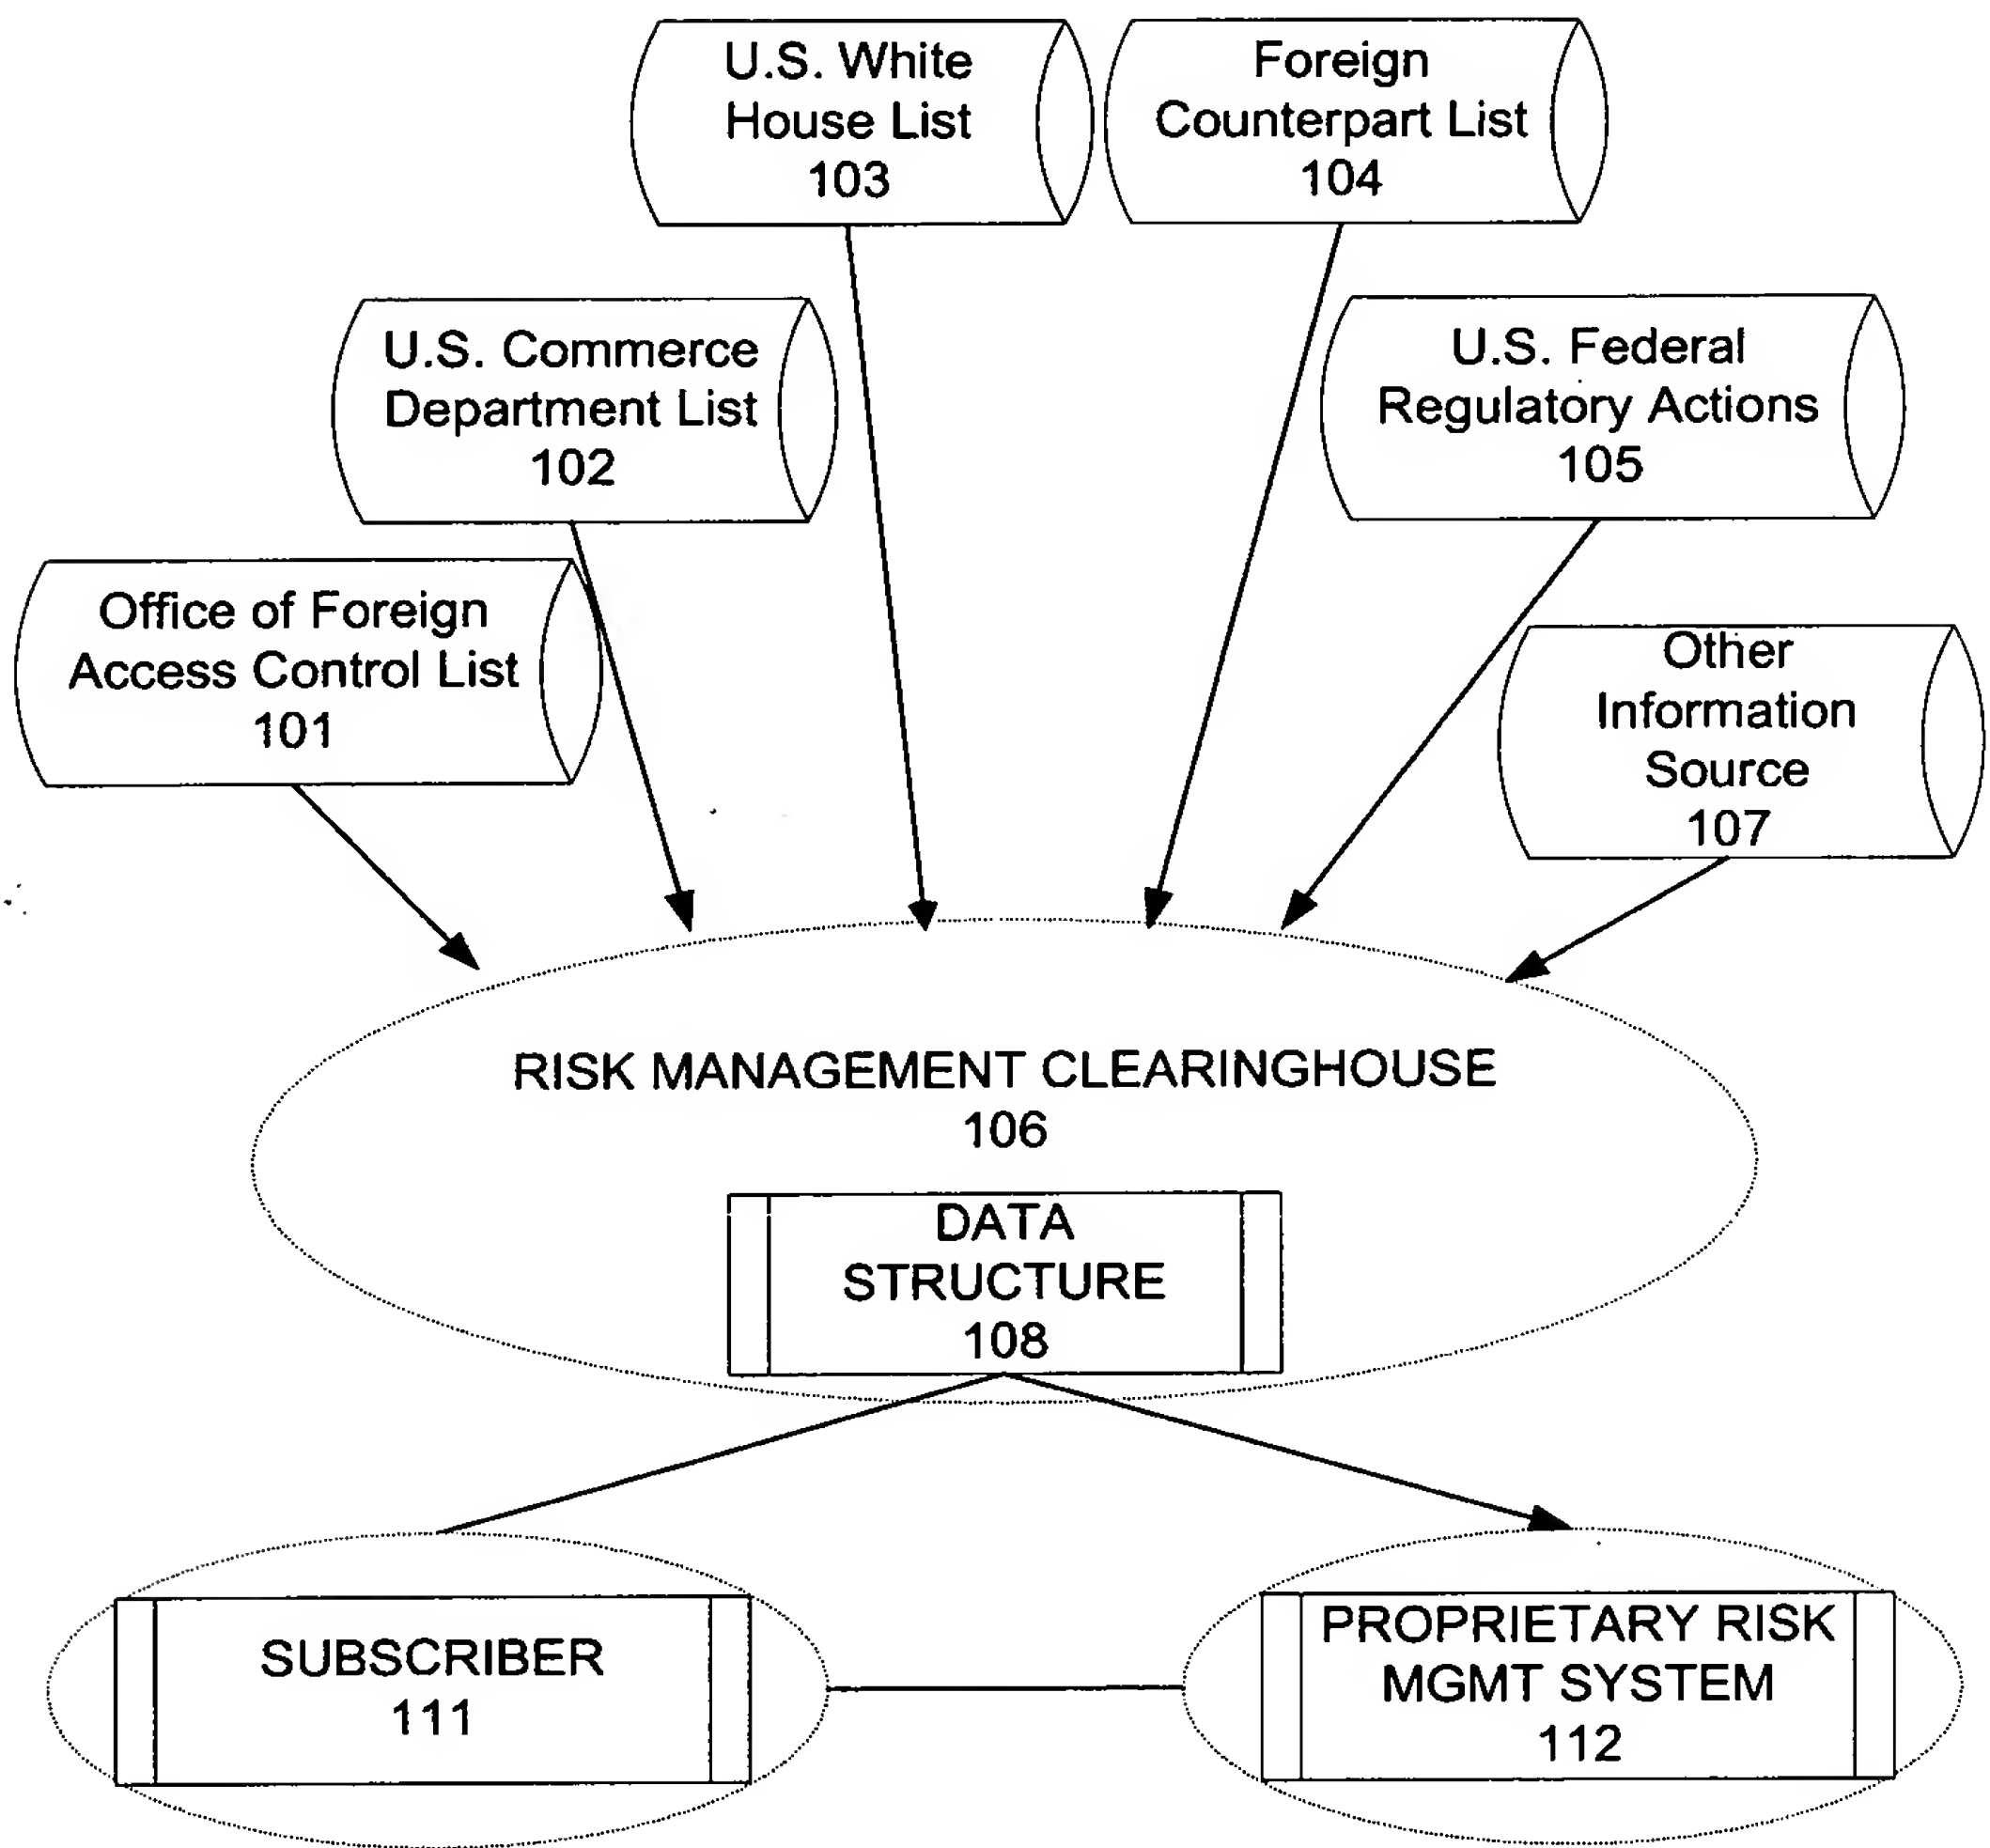 U.S. White
House List
103
Foreign
Counterpart List
104
U.S. Commerce
Department List
102
U.S. Federal
Regulatory Actions
105
Office of Foreign
Access Control List
101
Other
Information
Source
107
RISK MANAGEMENT CLEARINGHOUSE
106
DATA
STRUCTURE
108
SUBSCRIBER
111
PROPRIETARY RISK
MGMT SYSTEM
112